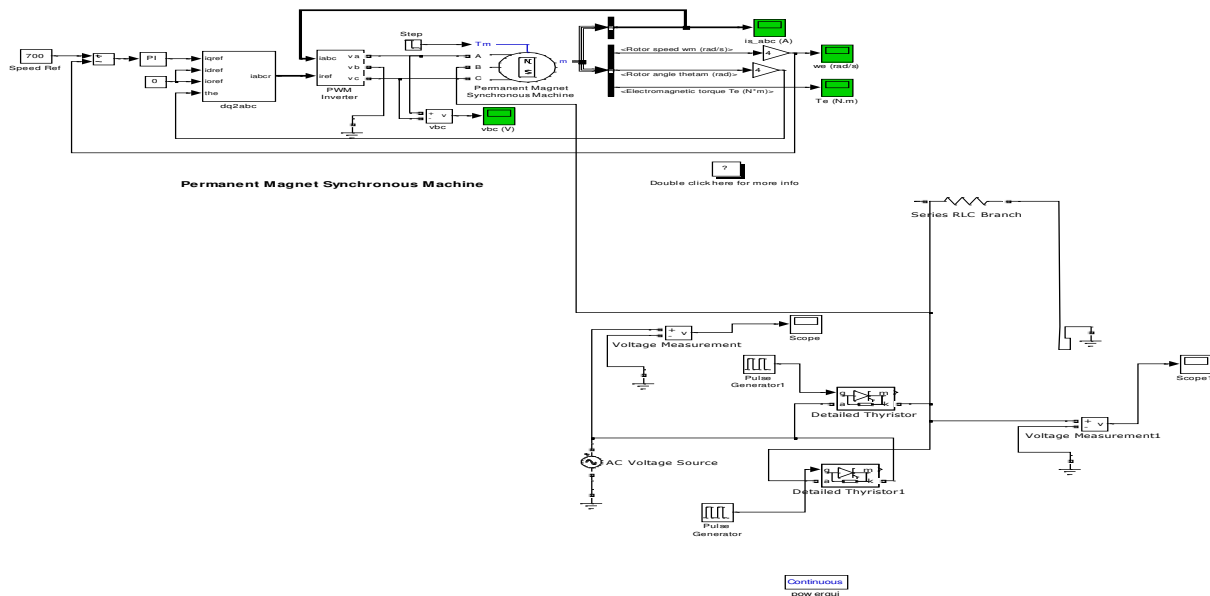 700
Speed Ref
+
-
PI
0
iqref
idref
ioref
the
iabcr
dq2abc
iabc
iref
va
vb
vc
PWM
Inverter
Step
Tm
A
B
C
N
S
m
Permanent Magnet
Synchronous Machine
+
-
v
vbc
vbc (V)
is_abc (A)
<Rotor speed wm (rad/s)>
4
we (rad/s)
<Rotor angle thetam (rad)>
4
<Electromagnetic torque Te (N*m)>
Te (N.m)
Permanent Magnet Synchronous Machine
?
Double click here for more info
Series RLC Branch
+
-
v
Voltage Measurement
Scope
Pulse
Generator1
g
m
a
k
Detailed Thyristor
+
-
v
Voltage Measurement1
Scope1
AC Voltage Source
g
m
a
k
Detailed Thyristor1
Pulse
Generator
Continuous
powergui